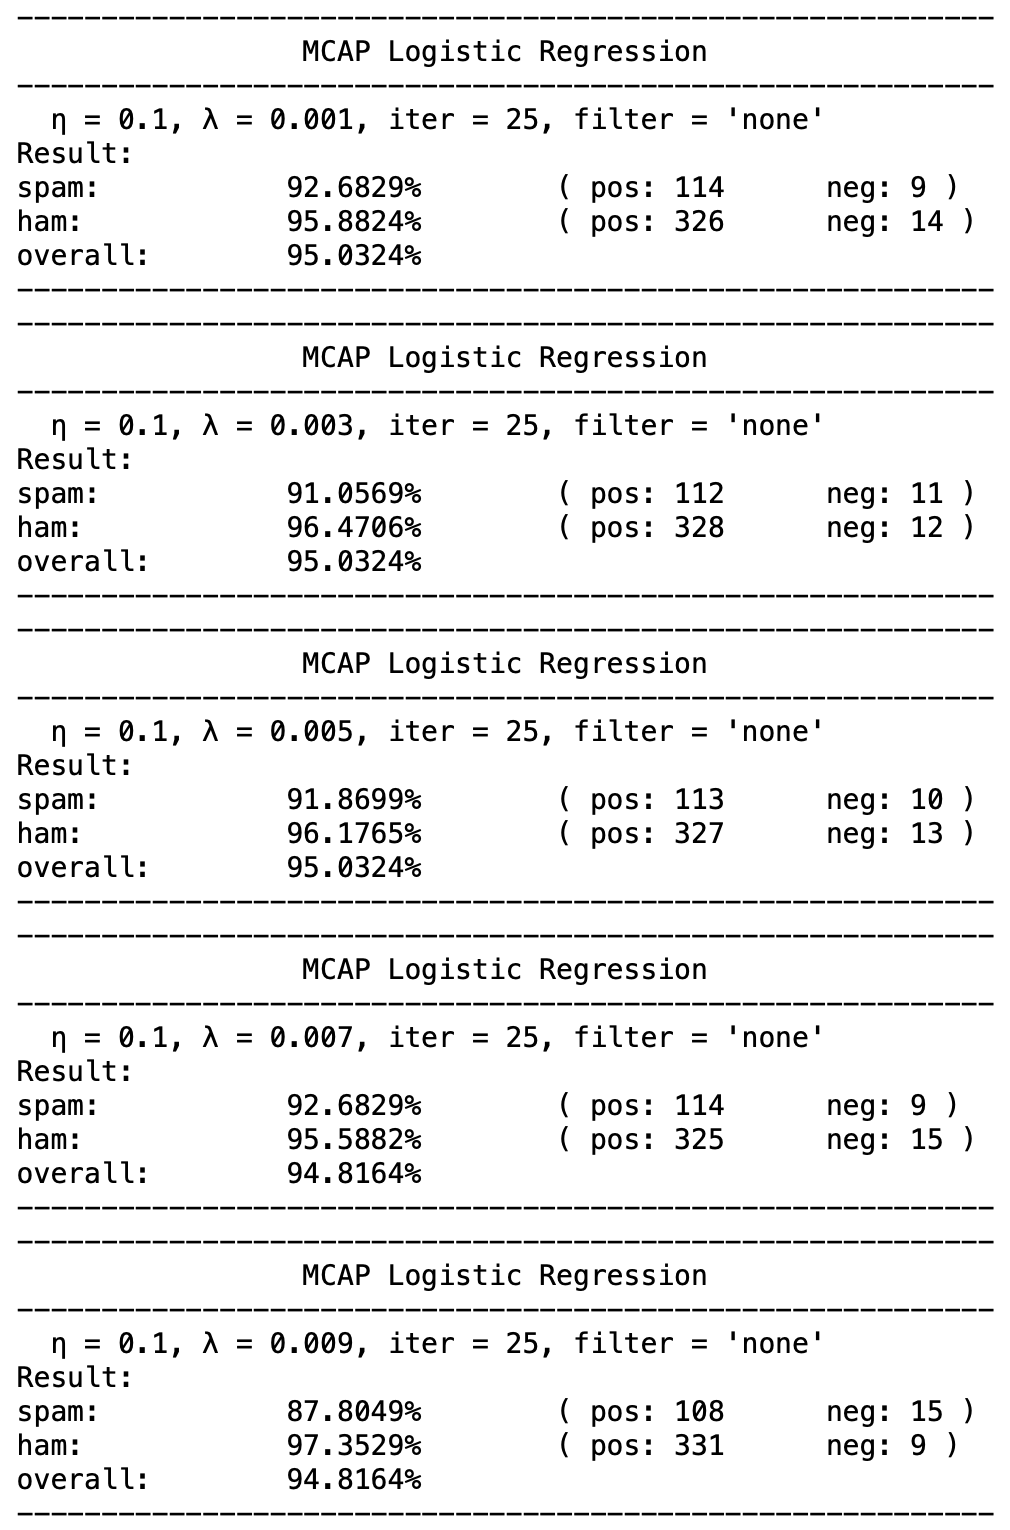 MCAP Logistic Regression
η = 0.1, λ = 0.001, iter = 25, filter = 'none'
Result:
spam: 92.6829% ( pos: 114 neg: 9 )
ham: 95.8824% ( pos: 326 neg: 14 )
overall: 95.0324%
MCAP Logistic Regression
η = 0.1, λ = 0.003, iter = 25, filter = 'none'
Result:
spam: 91.0569% ( pos: 112 neg: 11 )
ham: 96.4706% ( pos: 328 neg: 12 )
overall: 95.0324%
MCAP Logistic Regression
η = 0.1, λ = 0.005, iter = 25, filter = 'none'
Result:
spam: 91.8699% ( pos: 113 neg: 10 )
ham: 96.1765% ( pos: 327 neg: 13 )
overall: 95.0324%
MCAP Logistic Regression
η = 0.1, λ = 0.007, iter = 25, filter = 'none'
Result:
spam: 92.6829% ( pos: 114 neg: 9 )
ham: 95.5882% ( pos: 325 neg: 15 )
overall: 94.8164%
MCAP Logistic Regression
η = 0.1, λ = 0.009, iter = 25, filter = 'none'
Result:
spam: 87.8049% ( pos: 108 neg: 15 )
ham: 97.3529% ( pos: 331 neg: 9 )
overall: 94.8164%